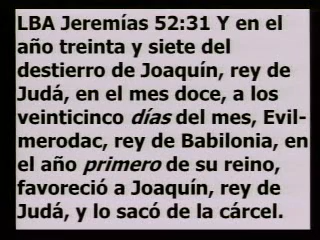 LBA Jeremías 52:31 Y en el
año treinta y siete del
destierro de Joaquín, rey de
Judá, en el mes doce, a los
veinticinco días del mes, Evil-
merodac, rey de Babilonia, en
el año primero de su reino,
favoreció a Joaquín, rey de
Judá, y lo sacó de la cárcel.